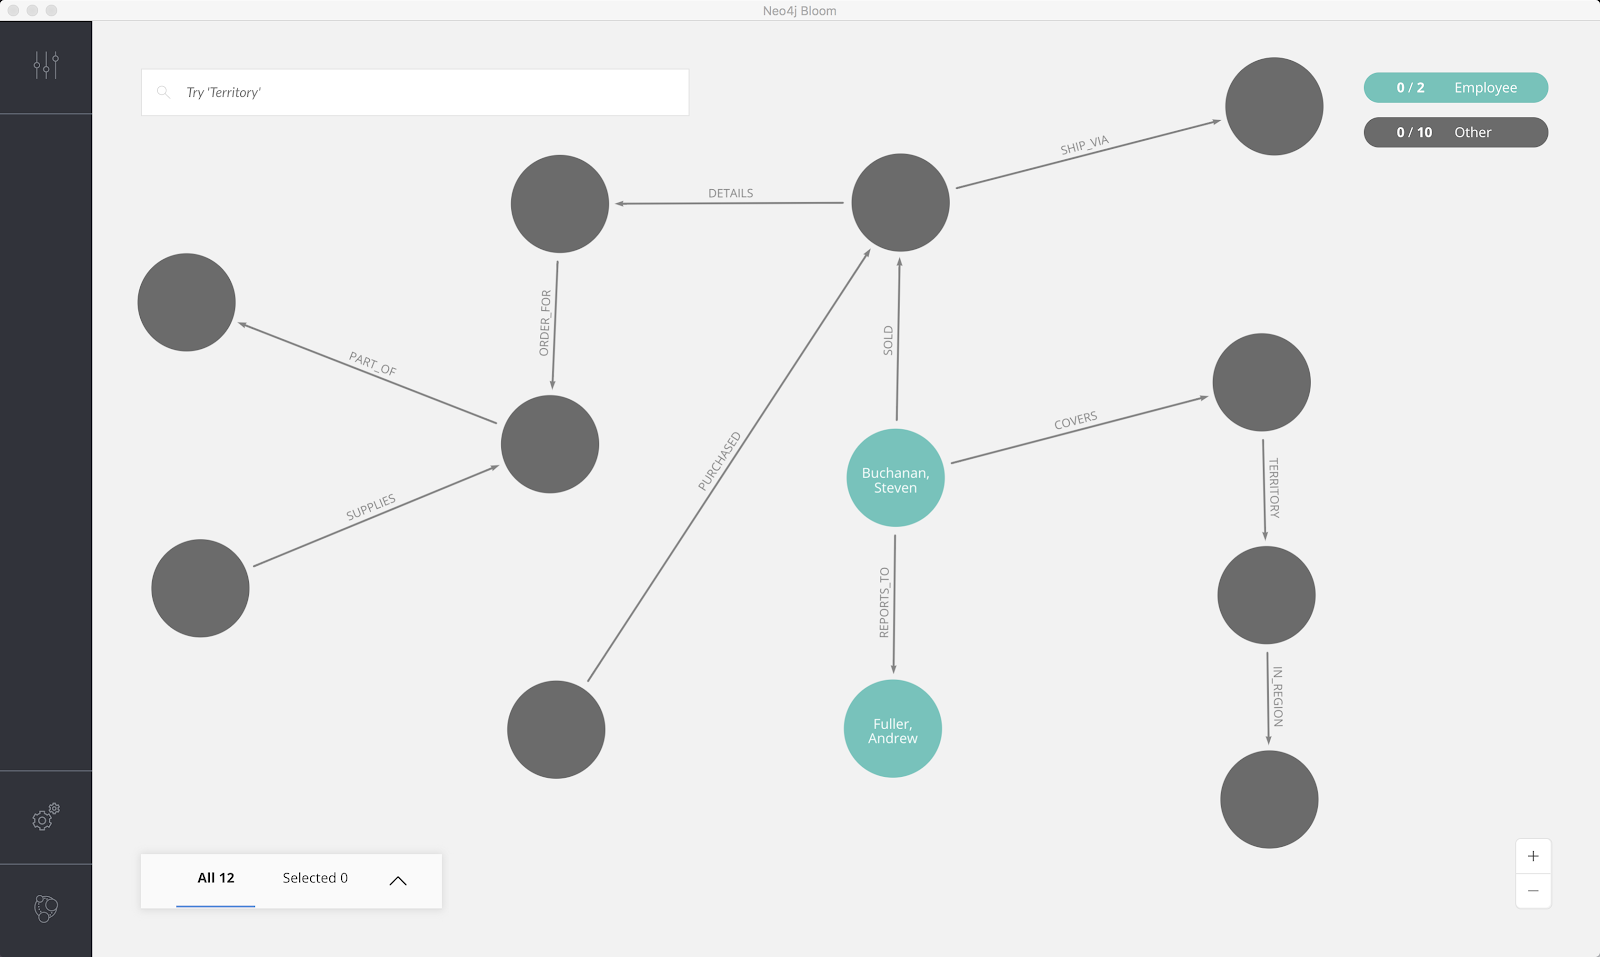 Neo4j Bloom
Try 'Territory'
0 / 2 Employee
0 / 10 Other
SHIP_VIA
DETAILS
ORDER_FOR
PART_OF
SOLD
COVERS
PURCHASED
TERRITORY
Buchanan,
Steven
SUPPLIES
REPORTS_TO
IN_REGION
Fuller,
Andrew
All 12 Selected 0